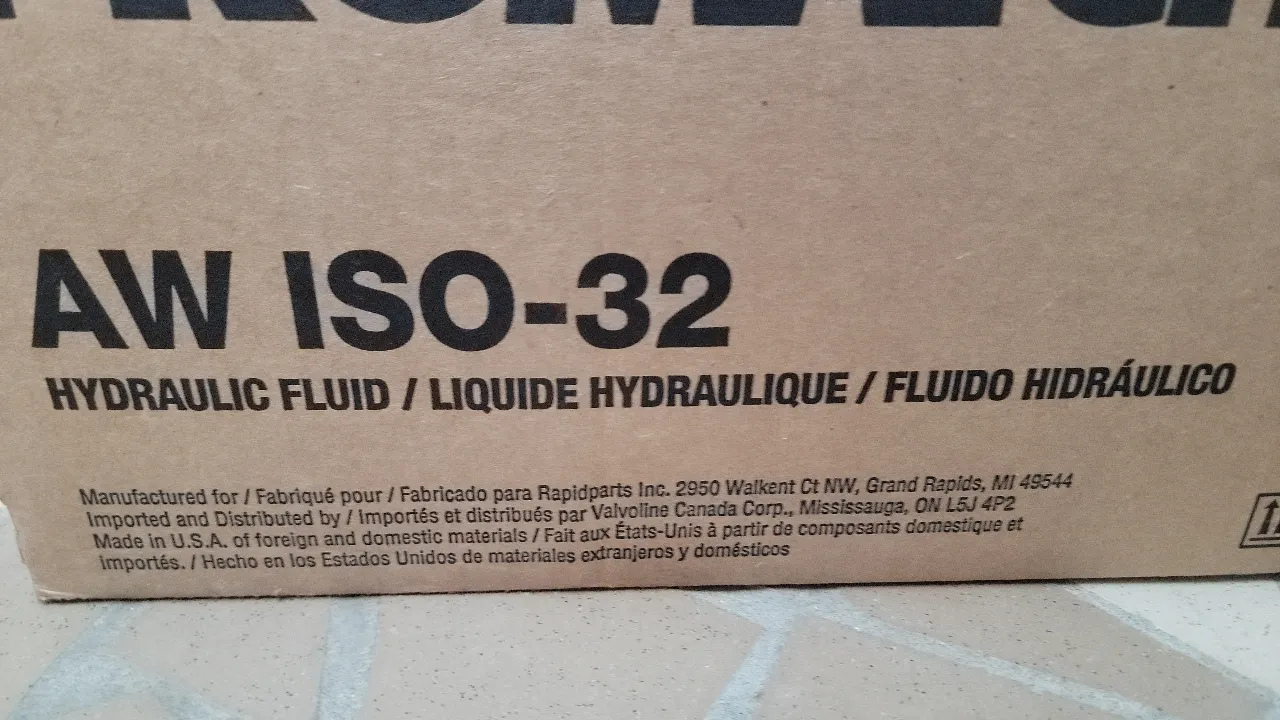 AW ISO-32
HYDRAULIC FLUID / LIQUIDE HYDRAULIQUE / FLUIDO HIDRÁULICO
Manufactured for / Fabriqué pour / Fabricado para Rapidparts Inc. 2950 Walkent Ct NW, Grand Rapids, MI 49544
Imported and Distributed by / Importés et distribués par Valvoline Canada Corp., Mississauga, ON L5J 4P2
Made in U.S.A. of foreign and domestic materials / Fait aux États-Unis à partir de composants domestique et
importés. / Hecho en los Estados Unidos de materiales extranjeros y domésticos